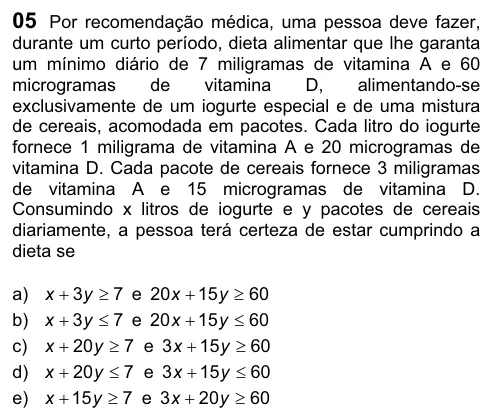 05 Por recomendação médica, uma pessoa deve fazer,
durante um curto período, dieta alimentar que lhe garanta
um mínimo diário de 7 miligramas de vitamina A e 60
microgramas de vitamina D, alimentando-se
exclusivamente de um iogurte especial e de uma mistura
de cereais, acomodada em pacotes. Cada litro do iogurte
fornece 1 miligrama de vitamina A e 20 microgramas de
vitamina D. Cada pacote de cereais fornece 3 miligramas
de vitamina A e 15 microgramas de vitamina D.
Consumindo x litros de iogurte e y pacotes de cereais
diariamente, a pessoa terá certeza de estar cumprindo a
dieta se
a) x + 3y ≥ 7 e 20x + 15y ≥ 60
b) x + 3y ≤ 7 e 20x + 15y ≤ 60
c) x + 20y ≥ 7 e 3x + 15y ≥ 60
d) x + 20y ≤ 7 e 3x + 15y ≤ 60
e) x + 15y ≥ 7 e 3x + 20y ≥ 60